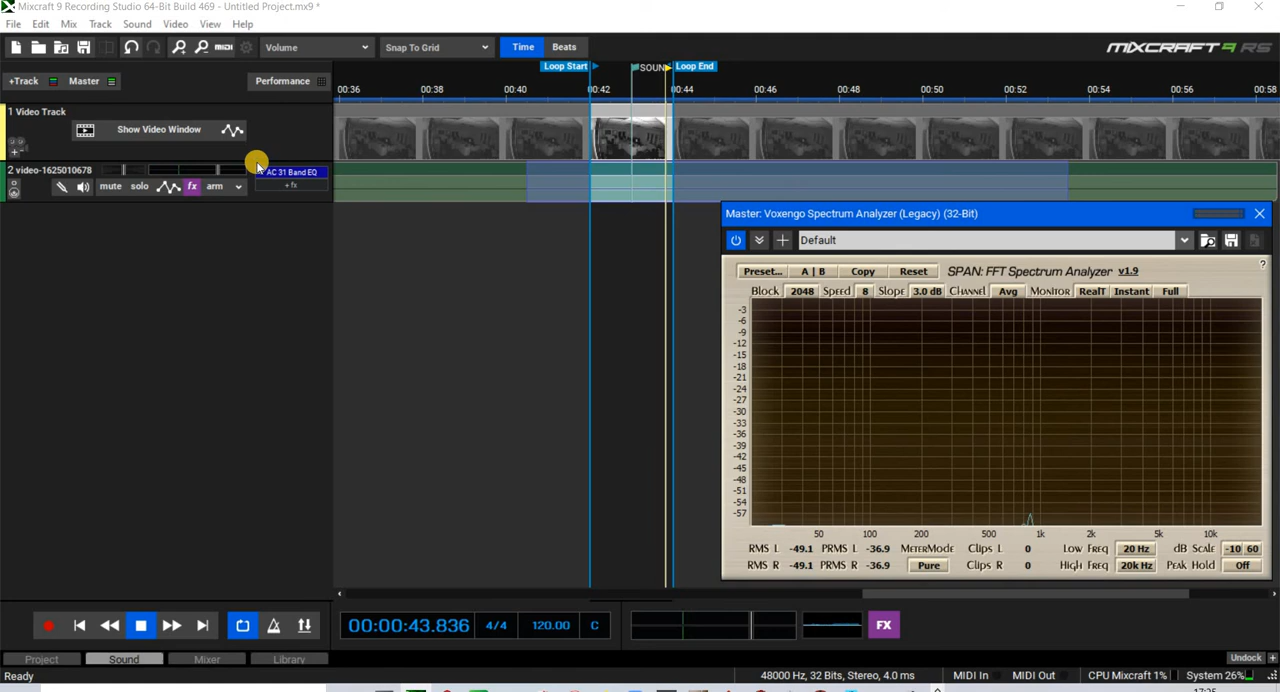 Mixcraft 9 Recording Studio 64-Bit Build 469 - Untitled Project.mx9 *
File Edit Mix Track Sound Video View Help
MIDI Volume Snap To Grid Time Beats MIXCRAFT 9 RS
Loop Start SOUN Loop End
+Track Master Performance
00:36 00:38 00:40 00:42 00:44 00:46 00:48 00:50 00:52 00:54 00:56 00:58
1 Video Track
Show Video Window
2 video-1625010678
AC 31 Band EQ
mute solo fx arm
+ fx
Master: Voxengo Spectrum Analyzer (Legacy) (32-Bit)
Default
Preset... A | B Copy Reset SPAN: FFT Spectrum Analyzer v1.9 ?
Block 2048 Speed 8 Slope 3.0 dB Channel Avg Monitor RealT Instant Full
-3
-6
-9
-12
-15
-18
-21
-24
-27
-30
-33
-36
-39
-42
-45
-48
-51
-54
-57
50 100 200 500 1k 2k 5k 10k
RMS L -49.1 PRMS L -36.9 MeterMode Clips L 0 Low Freq 20 Hz dB Scale -10 60
RMS R -49.1 PRMS R -36.9 Pure Clips R 0 High Freq 20k Hz Peak Hold Off
00:00:43.836 4/4 120.00 C FX
Project Sound Mixer Library Undock +
Ready 48000 Hz, 32 Bits, Stereo, 4.0 ms MIDI In MIDI Out CPU Mixcraft 1% System 26%